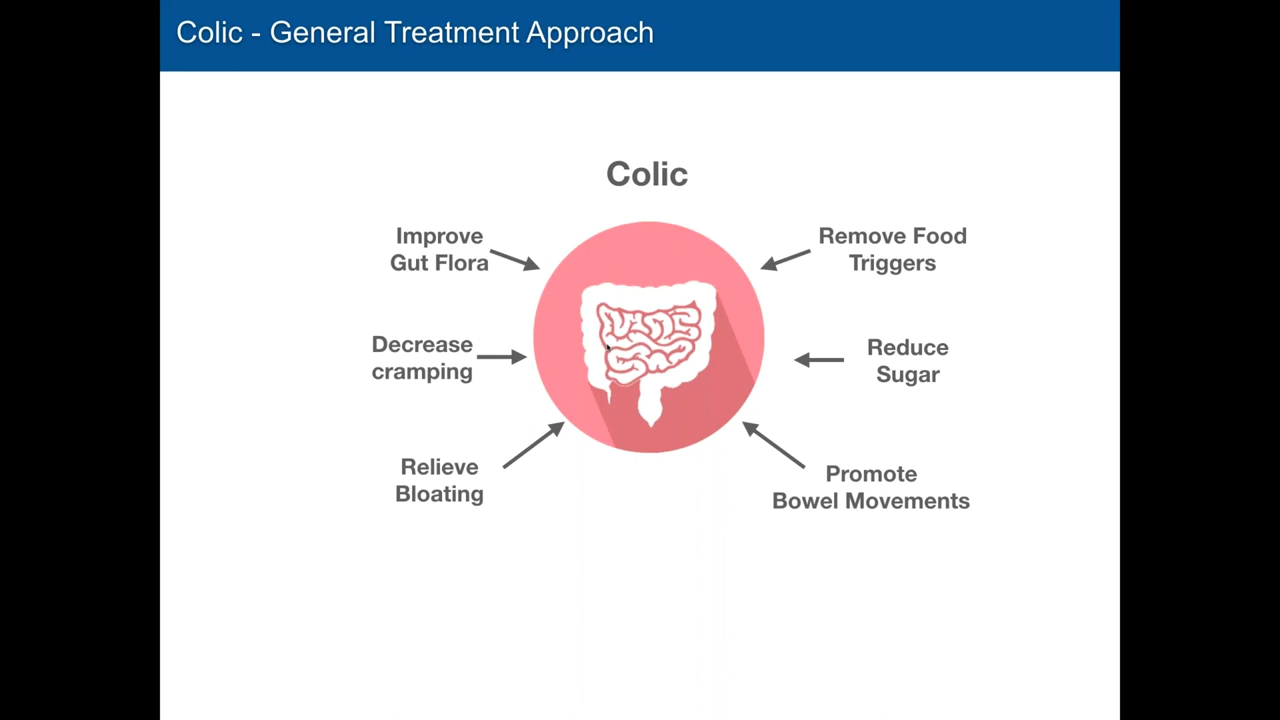 Colic - General Treatment Approach
Colic
Improve
Gut Flora
Remove Food
Triggers
Decrease
cramping
Reduce
Sugar
Relieve
Bloating
Promote
Bowel Movements